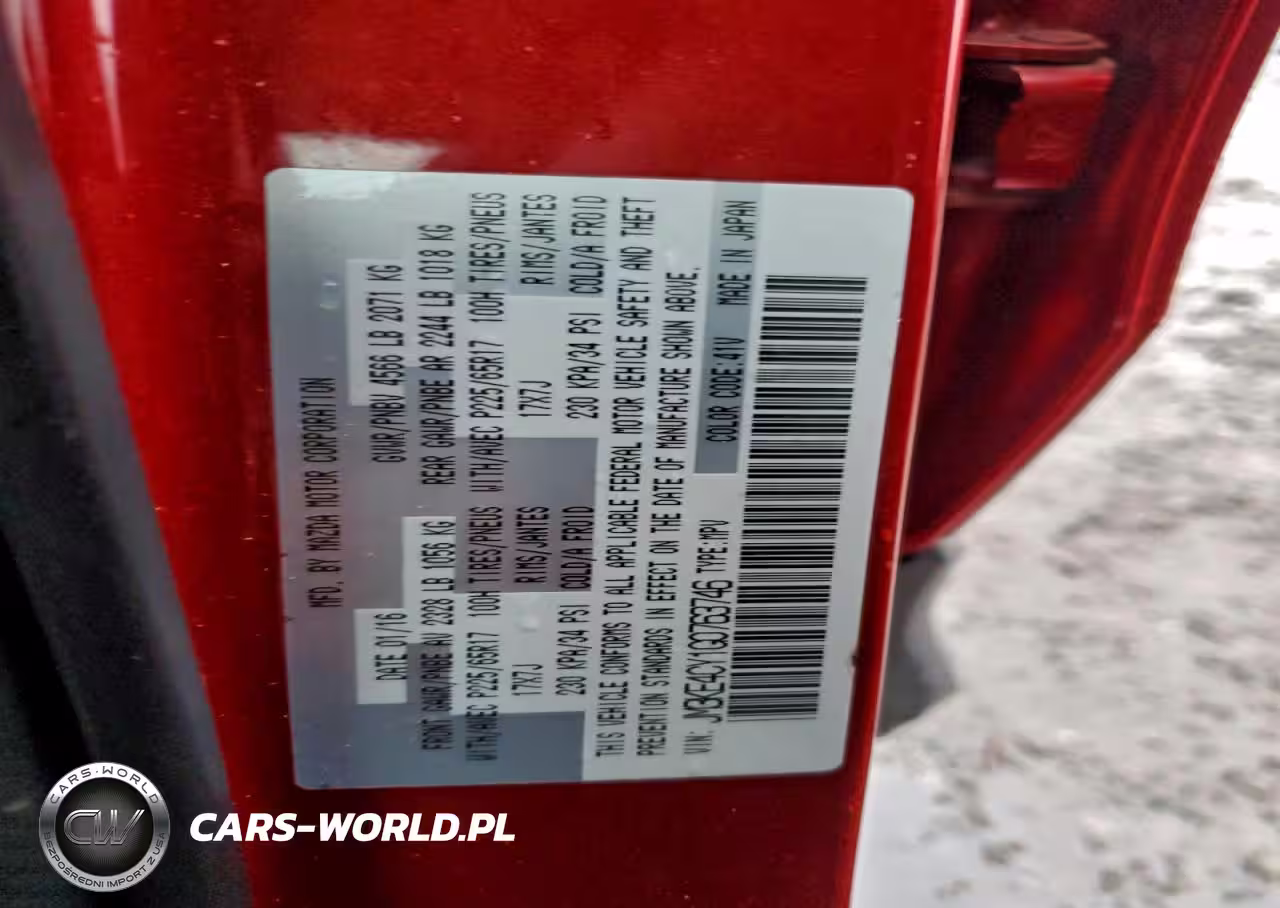 MFD. BY MAZDA MOTOR CORPORATION
DATE 01/16 GVWR/PNBV 4566 LB 2071 KG
FRONT GAWR/PNBE AV 2328 LB 1056 KG REAR GAWR/PNBE AR 2244 LB 1018 KG
WITH/AVEC P225/65R17 100H TIRES/PNEUS WITH/AVEC P225/65R17 100H TIRES/PNEUS
17X7J RIMS/JANTES 17X7J RIMS/JANTES
230 KPA/34 PSI COLD/A FROID 230 KPA/34 PSI COLD/A FROID
THIS VEHICLE CONFORMS TO ALL APPLICABLE FEDERAL MOTOR VEHICLE SAFETY AND THEFT
PREVENTION STANDARDS IN EFFECT ON THE DATE OF MANUFACTURE SHOWN ABOVE.
VIN: JM3KE4CY1G0763746 TYPE:MPV COLOR CODE.41V MADE IN JAPAN
CARS-WORLD
CW
BEZPOŚREDNI IMPORT Z USA
CARS-WORLD.PL